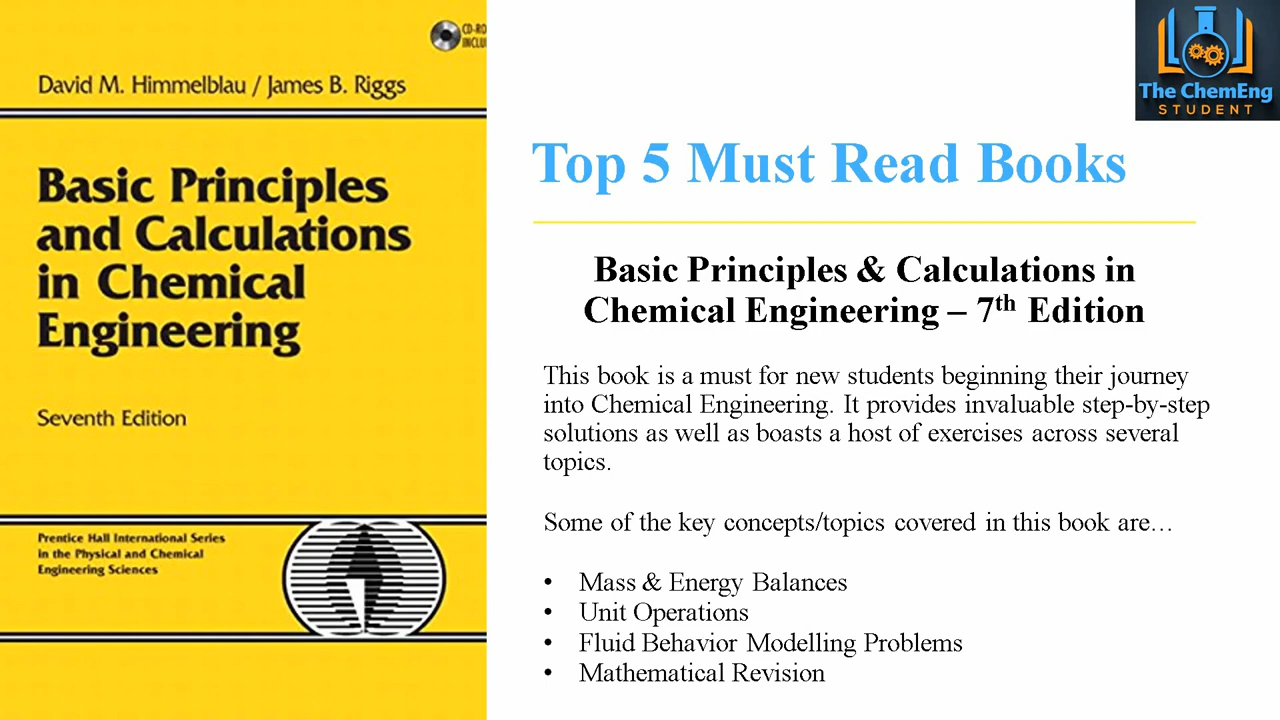 CD-RO
INCLU
David M. Himmelblau / James B. Riggs
Basic Principles
and Calculations
in Chemical
Engineering
Seventh Edition
Prentice Hall International Series
in the Physical and Chemical
Engineering Sciences
The ChemEng
STUDENT
Top 5 Must Read Books
Basic Principles & Calculations in
Chemical Engineering – 7th Edition
This book is a must for new students beginning their journey
into Chemical Engineering. It provides invaluable step-by-step
solutions as well as boasts a host of exercises across several
topics.
Some of the key concepts/topics covered in this book are…
• Mass & Energy Balances
• Unit Operations
• Fluid Behavior Modelling Problems
• Mathematical Revision